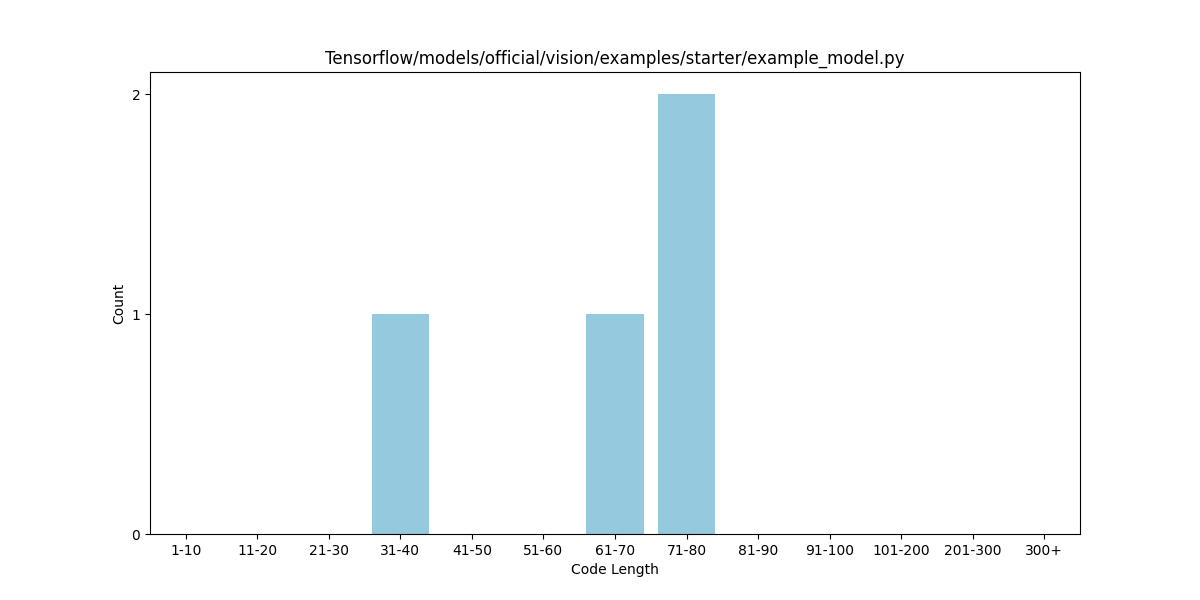 Tensorflow/models/official/vision/examples/starter/example_model.py
2
1
0
Count
1-10 11-20 21-30 31-40 41-50 51-60 61-70 71-80 81-90 91-100 101-200 201-300 300+
Code Length